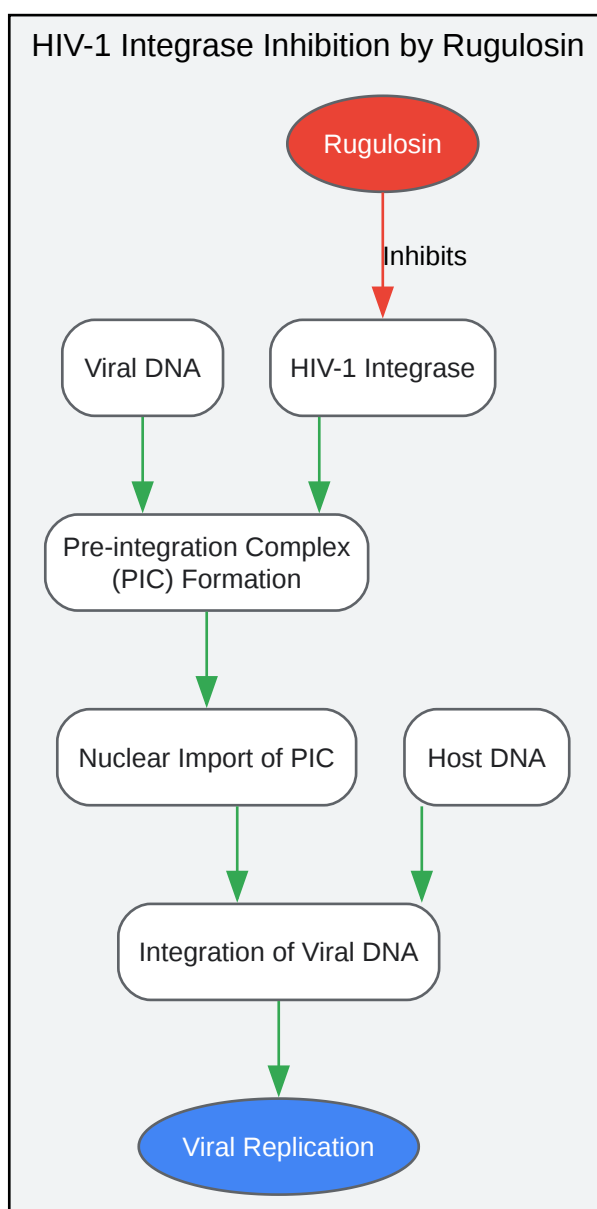 HIV-1 Integrase Inhibition by Rugulosin
Rugulosin
Inhibits
Viral DNA
HIV-1 Integrase
Pre-integration Complex
(PIC) Formation
Nuclear Import of PIC
Host DNA
Integration of Viral DNA
Viral Replication